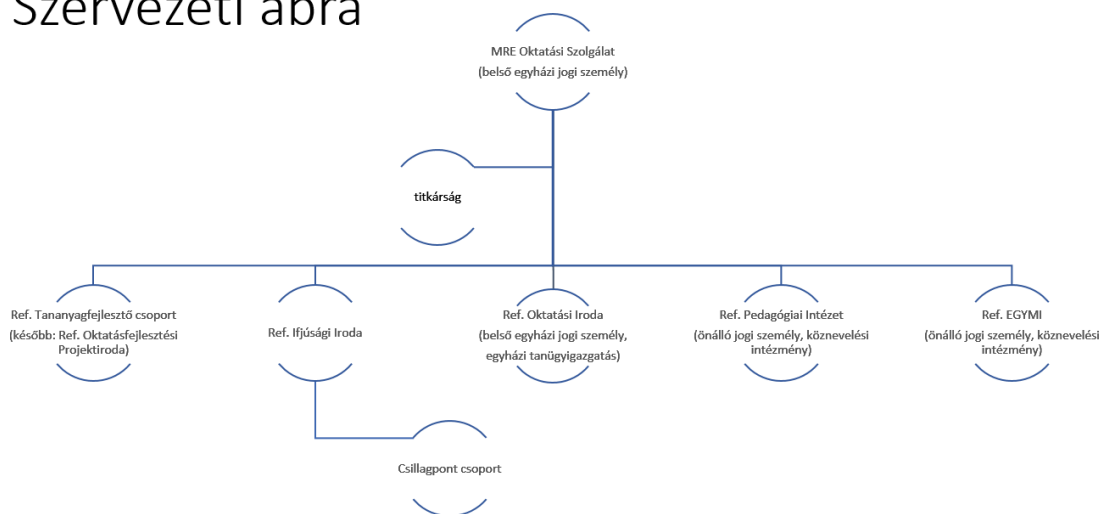 Szervezeti ábra
MRE Oktatási Szolgálat
(belső egyházi jogi személy)
titkárság
Ref. Tananyagfejlesztő csoport
(később: Ref. Oktatásfejlesztési
Projektiroda)
Ref. Ifjúsági Iroda
Ref. Oktatási Iroda
(belső egyházi jogi személy,
egyházi tanügyigazgatás)
Ref. Pedagógiai Intézet
(önálló jogi személy, köznevelési
intézmény)
Ref. EGYMI
(önálló jogi személy, köznevelési
intézmény)
Csillagpont csoport